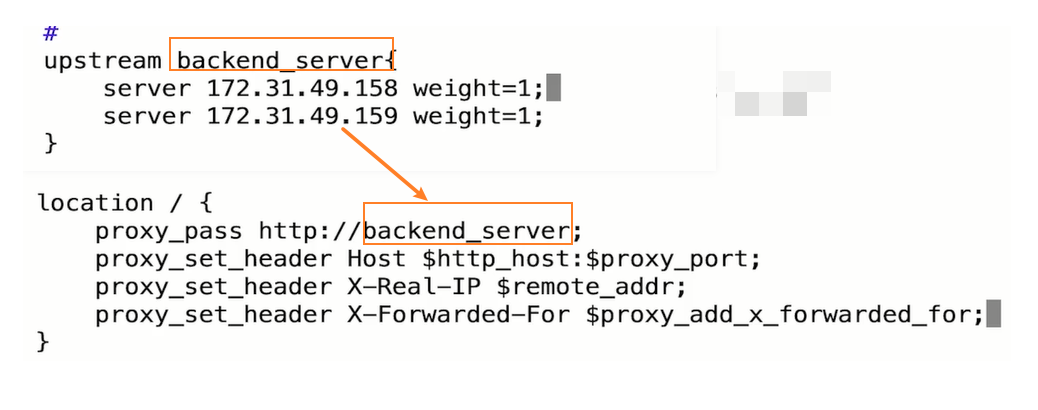 #
upstream backend_server{
server 172.31.49.158 weight=1;
server 172.31.49.159 weight=1;
}
location / {
proxy_pass http://backend_server;
proxy_set_header Host $http_host:$proxy_port;
proxy_set_header X-Real-IP $remote_addr;
proxy_set_header X-Forwarded-For $proxy_add_x_forwarded_for;
}